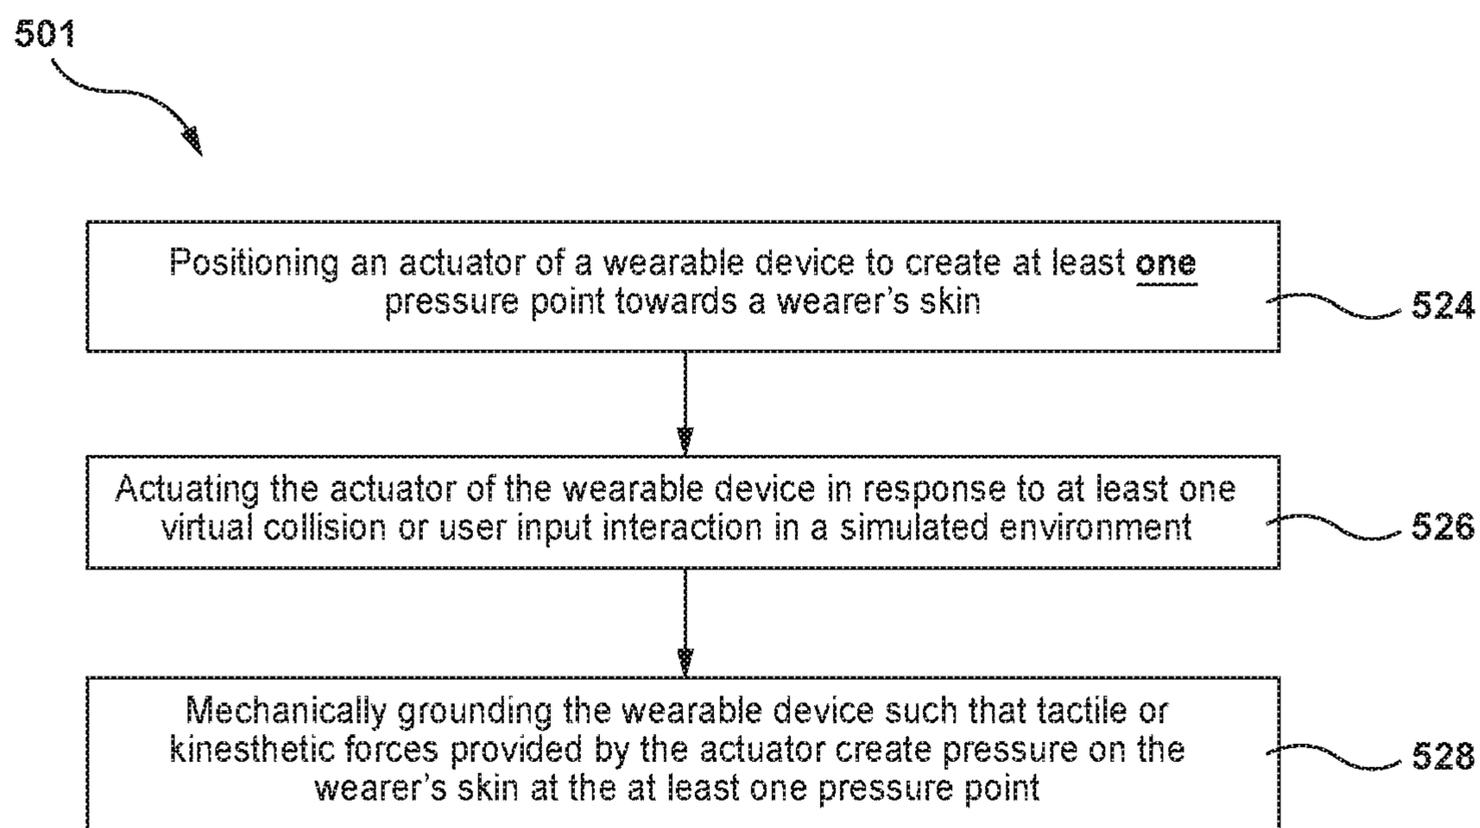 501
Positioning an actuator of a wearable device to create at least one
pressure point towards a wearer's skin
524
Actuating the actuator of the wearable device in response to at least one
virtual collision or user input interaction in a simulated environment
526
Mechanically grounding the wearable device such that tactile or
kinesthetic forces provided by the actuator create pressure on the
wearer's skin at the at least one pressure point
528